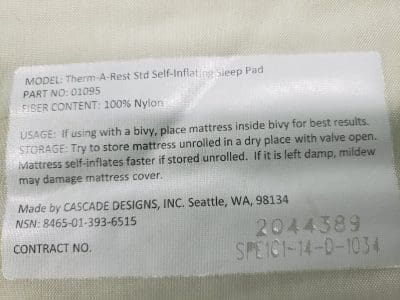 MODEL: Therm-A-Rest Std Self-Inflating Sleep Pad
PART NO: 01095
FIBER CONTENT: 100% Nylon
USAGE: If using with a bivy, place mattress inside bivy for best results.
STORAGE: Try to store mattress unrolled in a dry place with valve open.
Mattress self-inflates faster if stored unrolled. If it is left damp, mildew
may damage mattress cover.
Made by CASCADE DESIGNS, INC. Seattle, WA, 98134
NSN: 8465-01-393-6515
2044389
CONTRACT NO.
SPE1C1-14-D-1034